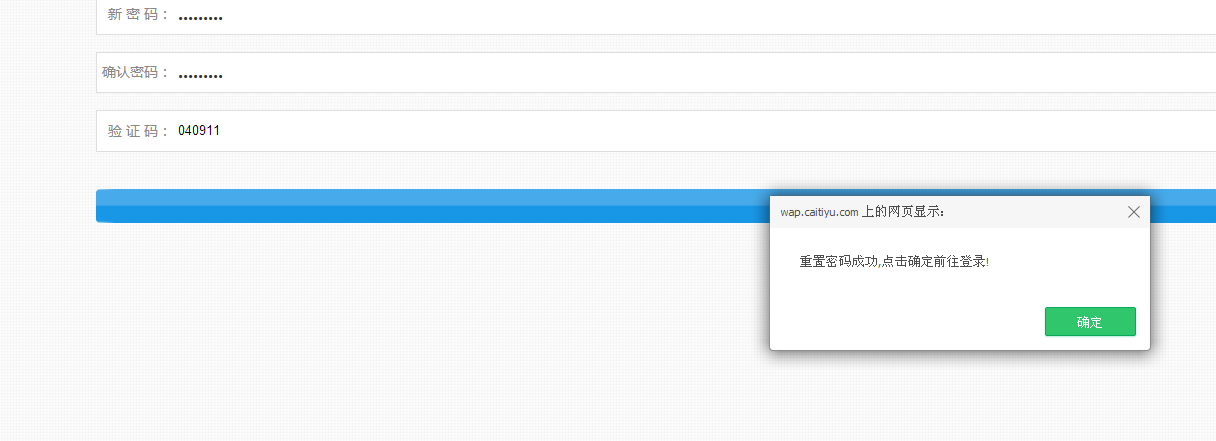 新 密 码 : •••••••••
确认密码 : •••••••••
验 证 码 : 040911
wap.caitiyu.com 上的网页显示:
重置密码成功,点击确定前往登录!
确定